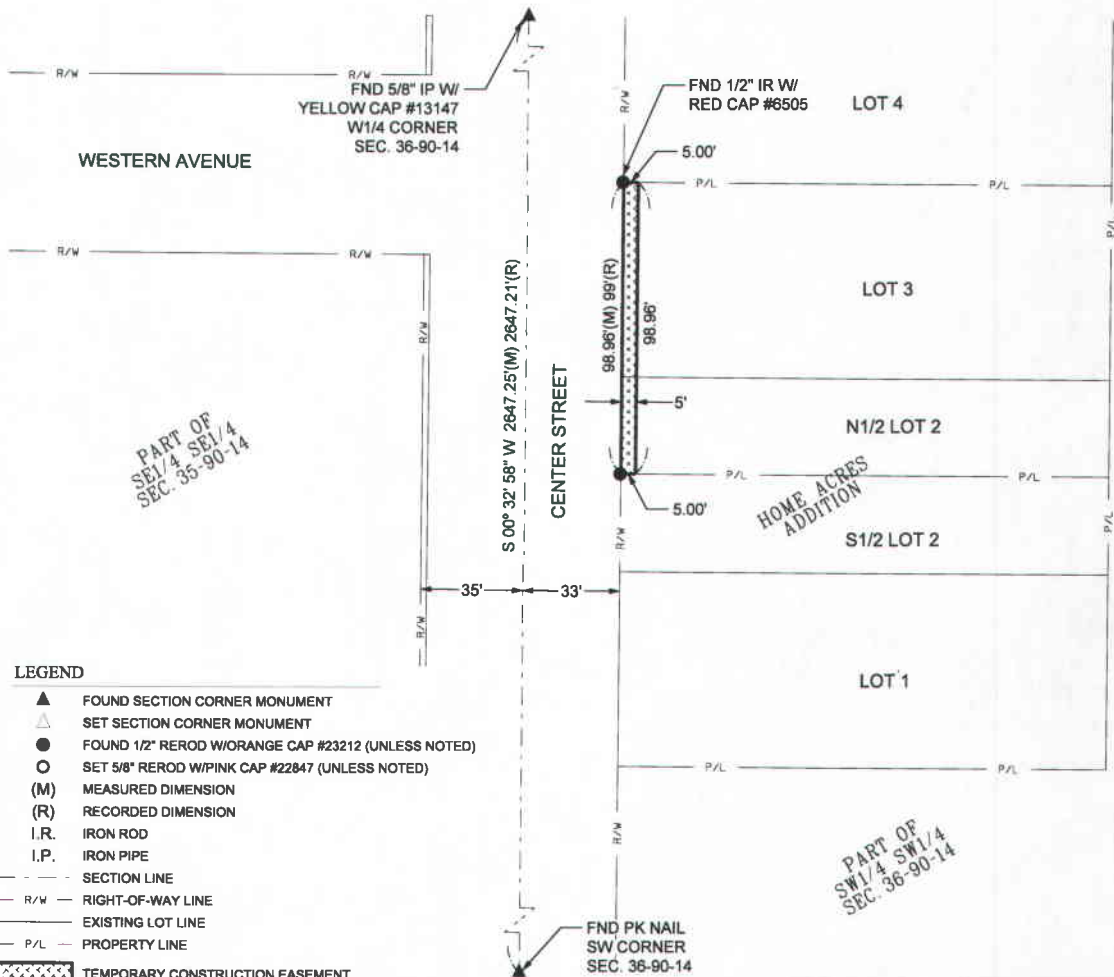 R/W
R/W
FND 5/8" IP W/
YELLOW CAP #13147
W1/4 CORNER
SEC. 36-90-14
WESTERN AVENUE
R/W
R/W
R/W
PART OF
SE1/4 SE1/4
SEC. 35-90-14
R/W
S 00° 32' 58" W 2647.25'(M) 2647.21'(R)
CENTER STREET
35'
33'
R/W
FND 1/2" IR W/
RED CAP #6505
LOT 4
5.00'
P/L
P/L
P/L
98.96'(M) 99'(R)
98.96'
LOT 3
5'
N1/2 LOT 2
P/L
P/L
HOME ACRES
ADDITION
5.00'
R/W
P/L
S1/2 LOT 2
LOT 1
P/L
P/L
R/W
PART OF
SW1/4 SW1/4
SEC. 36-90-14
FND PK NAIL
SW CORNER
SEC. 36-90-14
LEGEND
FOUND SECTION CORNER MONUMENT
SET SECTION CORNER MONUMENT
FOUND 1/2" REROD W/ORANGE CAP #23212 (UNLESS NOTED)
SET 5/8" REROD W/PINK CAP #22847 (UNLESS NOTED)
(M) MEASURED DIMENSION
(R) RECORDED DIMENSION
I.R. IRON ROD
I.P. IRON PIPE
SECTION LINE
R/W RIGHT-OF-WAY LINE
EXISTING LOT LINE
P/L PROPERTY LINE
TEMPORARY CONSTRUCTION EASEMENT